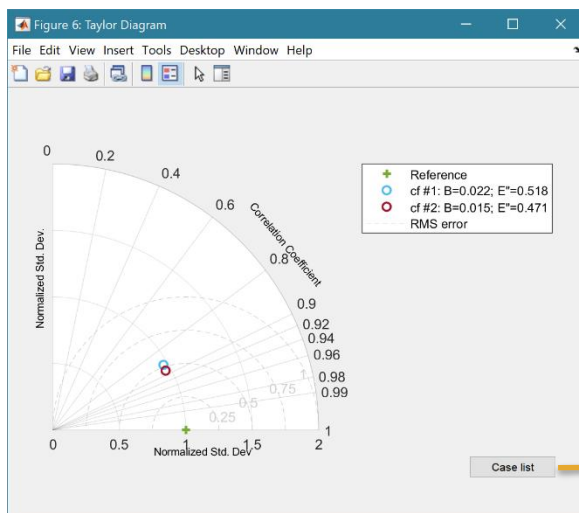 Figure 6: Taylor Diagram
File Edit View Insert Tools Desktop Window Help
0
0.2
0.4
0.6
0.8
0.9
0.92
0.94
0.96
0.98
0.99
1
Correlation Coefficient
Normalized Std. Dev.
Reference
cf #1: B=0.022; E"=0.518
cf #2: B=0.015; E"=0.471
RMS error
1
0.75
0.5
0.25
0 0.5 1 1.5 2
Normalized Std. Dev
Case list